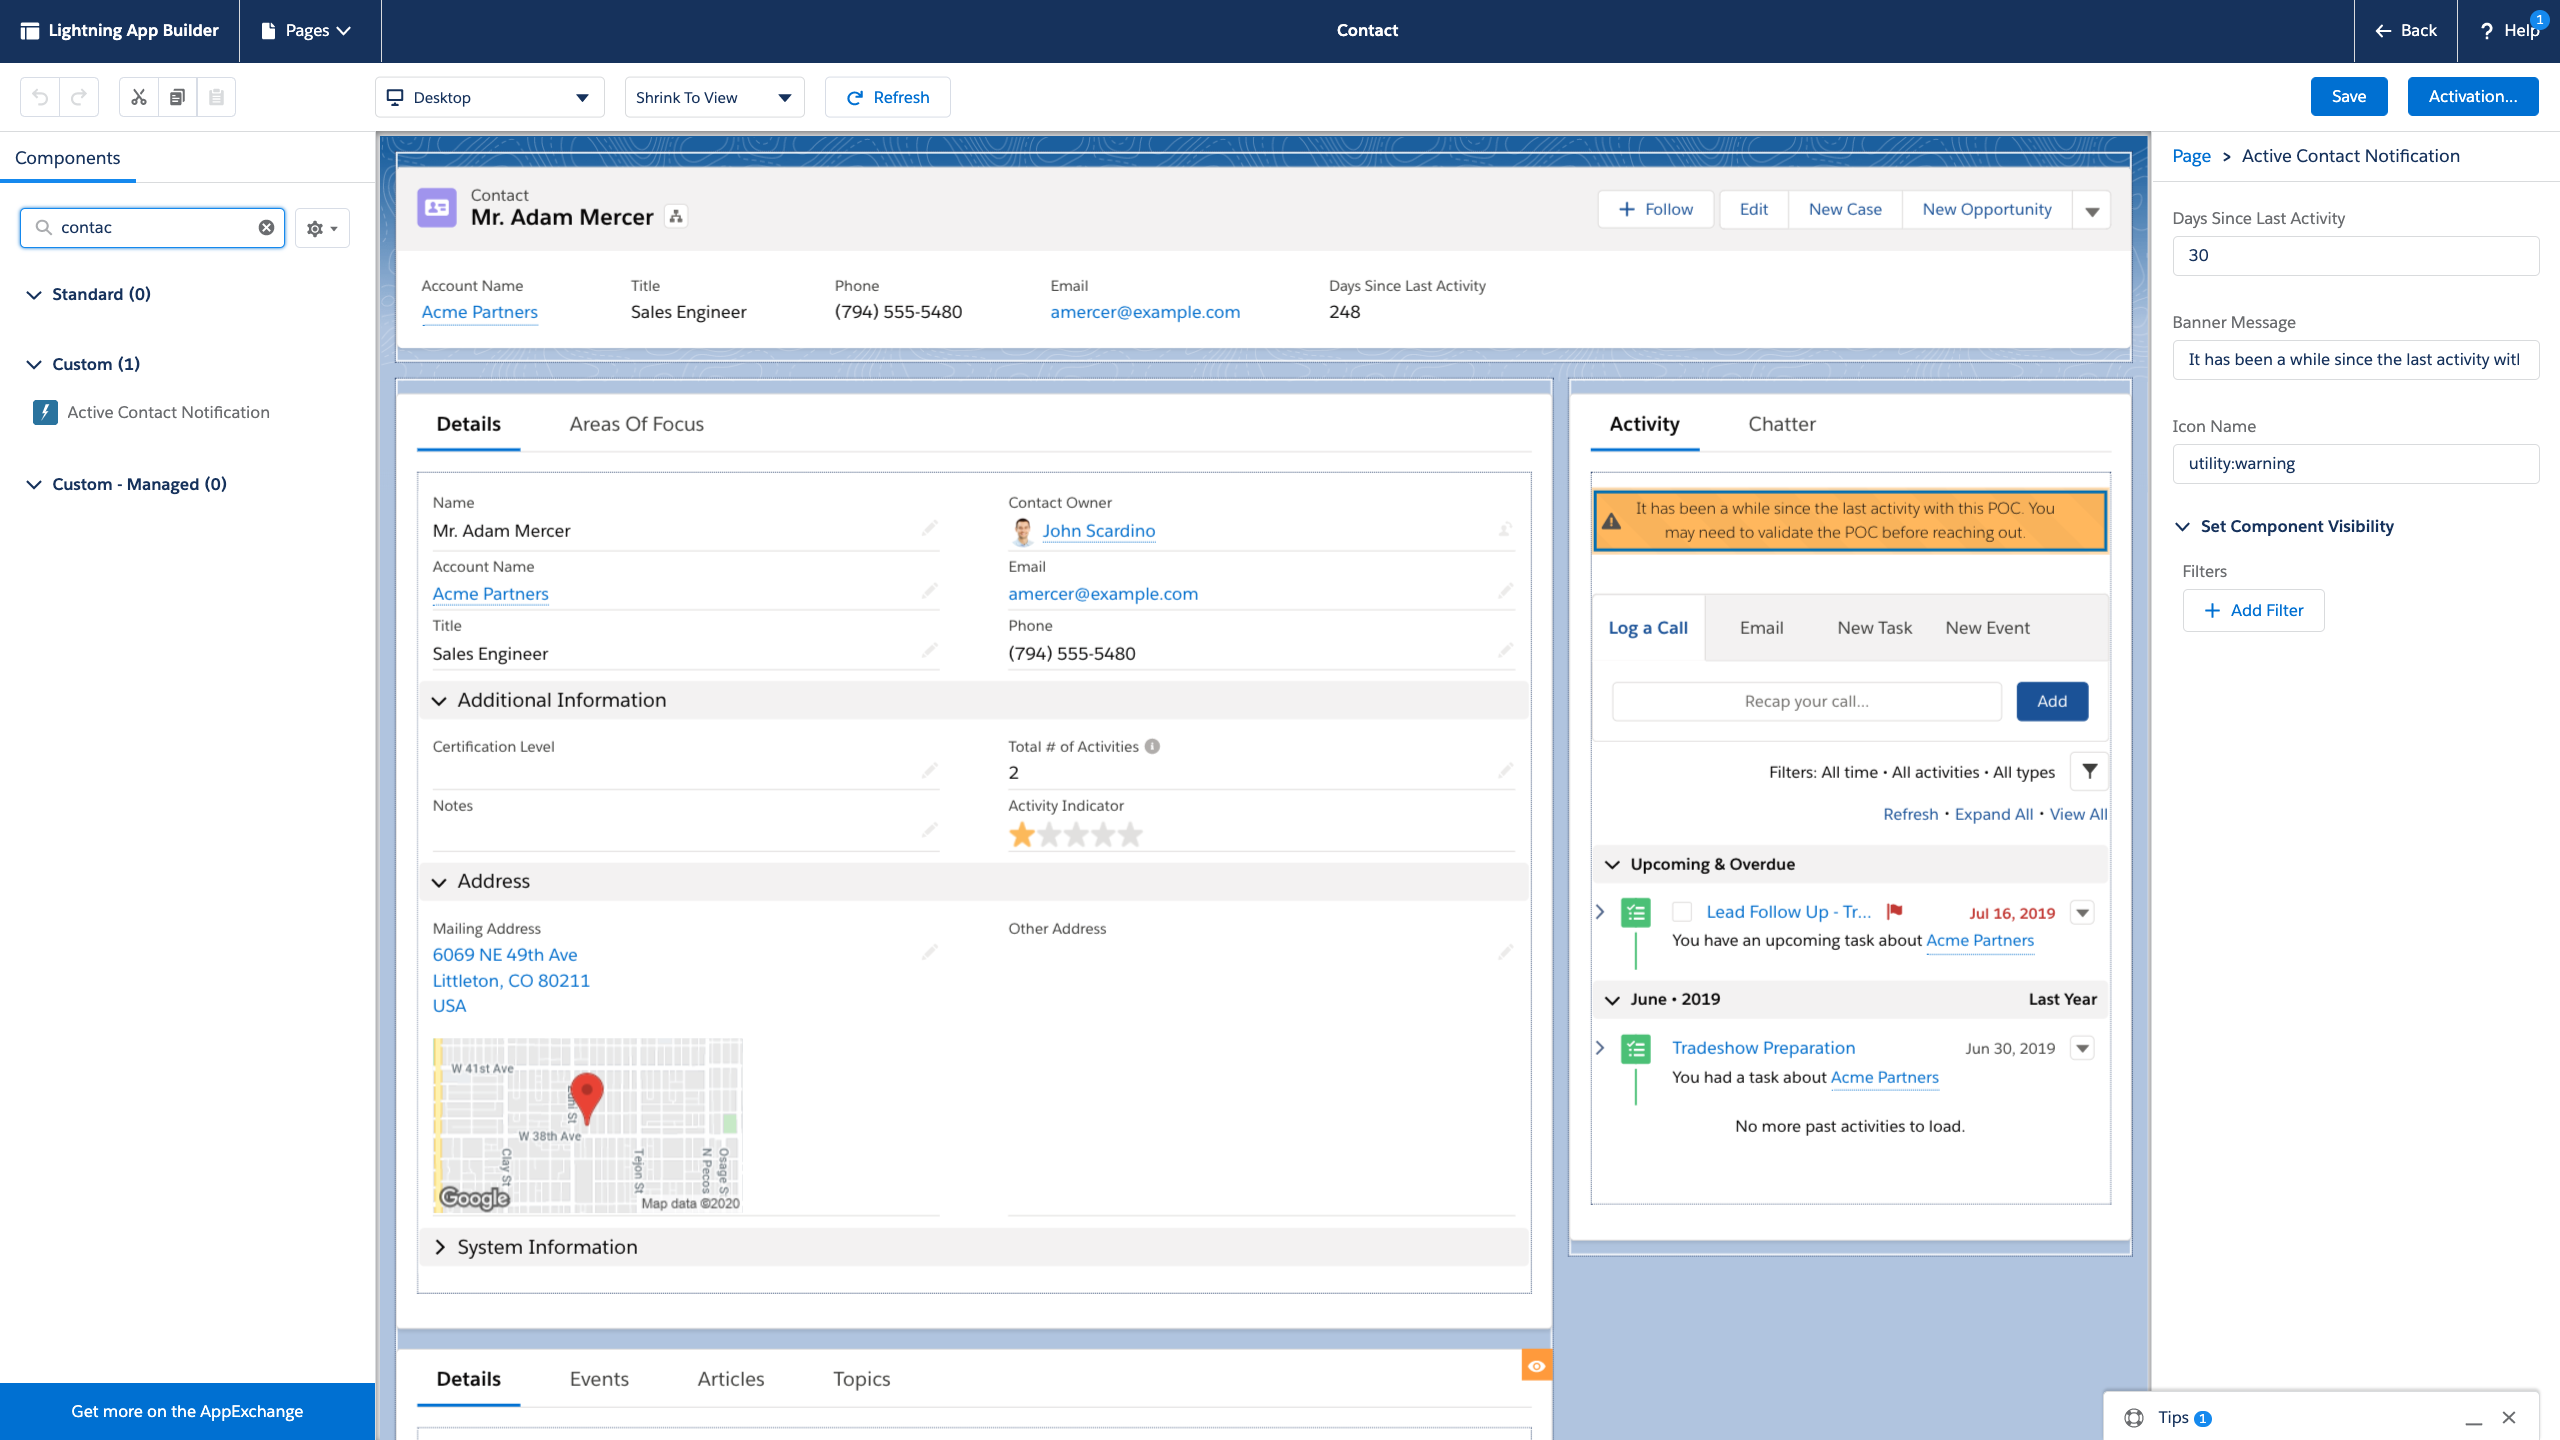 Lightning App Builder
Pages
Contact
Back
Help
1
Desktop
Shrink To View
Refresh
Save
Activation...
Components
contac
Standard (0)
Custom (1)
Active Contact Notification
Custom - Managed (0)
Get more on the AppExchange
Contact
Mr. Adam Mercer
Follow
Edit
New Case
New Opportunity
Account Name
Title
Phone
Email
Days Since Last Activity
Acme Partners
Sales Engineer
(794) 555-5480
amercer@example.com
248
Details
Areas Of Focus
Name
Mr. Adam Mercer
Contact Owner
John Scardino
Account Name
Acme Partners
Email
amercer@example.com
Title
Sales Engineer
Phone
(794) 555-5480
Additional Information
Certification Level
Total # of Activities
2
Notes
Activity Indicator
Address
Mailing Address
6069 NE 49th Ave
Littleton, CO 80211
USA
Other Address
W 41st Ave
W 38th Ave
Clay St
Tejon St
N Pecos
Osage S
Google
Map data ©2020
System Information
Details
Events
Articles
Topics
Activity
Chatter
It has been a while since the last activity with this POC. You
may need to validate the POC before reaching out.
Log a Call
Email
New Task
New Event
Recap your call...
Add
Filters: All time • All activities • All types
Refresh • Expand All • View All
Upcoming & Overdue
Lead Follow Up - Tr...
Jul 16, 2019
You have an upcoming task about Acme Partners
June • 2019
Last Year
Tradeshow Preparation
Jun 30, 2019
You had a task about Acme Partners
No more past activities to load.
Page > Active Contact Notification
Days Since Last Activity
30
Banner Message
It has been a while since the last activity wit
Icon Name
utility:warning
Set Component Visibility
Filters
Add Filter
Tips 1